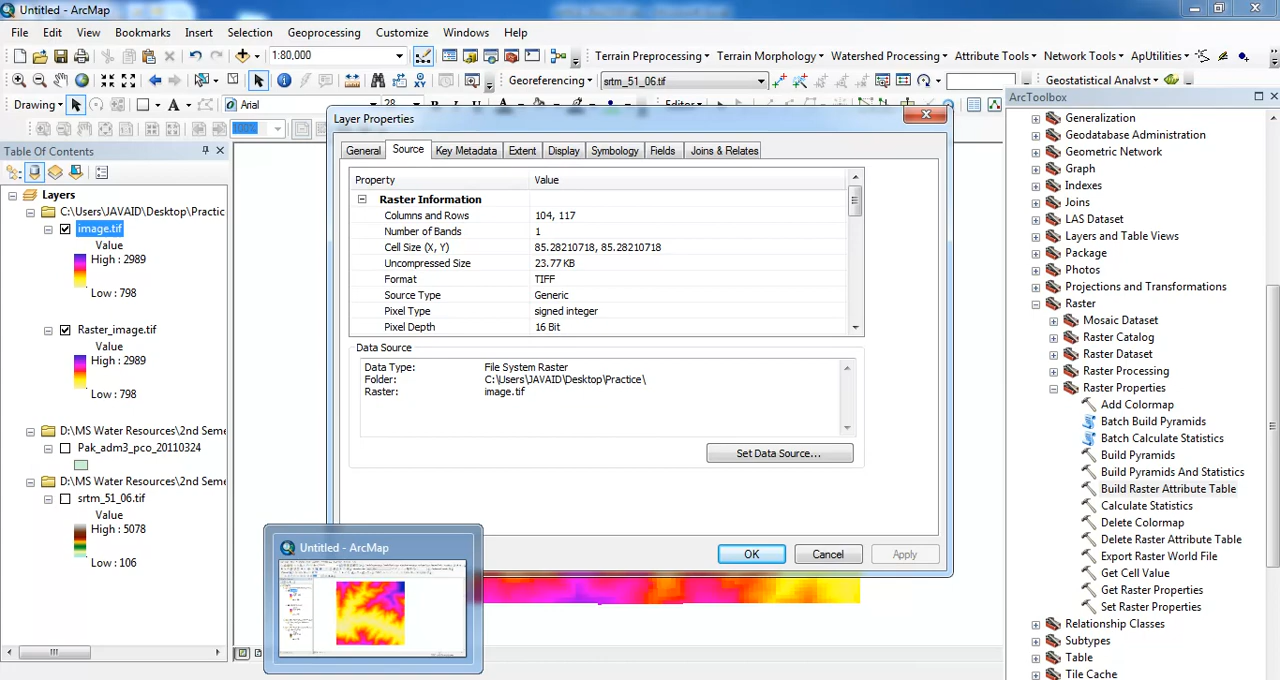 Untitled - ArcMap
File Edit View Bookmarks Insert Selection Geoprocessing Customize Windows Help
1:80,000 Terrain Preprocessing Terrain Morphology Watershed Processing Attribute Tools Network Tools ApUtilities
Georeferencing srtm_51_06.tif Geostatistical Analyst
Drawing A Arial 28 Editor
ArcToolbox
100%
Table Of Contents
Layers
C:\Users\JAVAID\Desktop\Practic
image.tif
Value
High : 2989
Low : 798
Raster_image.tif
Value
High : 2989
Low : 798
D:\MS Water Resources\2nd Seme
Pak_adm3_pco_20110324
D:\MS Water Resources\2nd Seme
srtm_51_06.tif
Value
High : 5078
Low : 106
Layer Properties
General Source Key Metadata Extent Display Symbology Fields Joins & Relates
Property Value
Raster Information
Columns and Rows 104, 117
Number of Bands 1
Cell Size (X, Y) 85.28210718, 85.28210718
Uncompressed Size 23.77 KB
Format TIFF
Source Type Generic
Pixel Type signed integer
Pixel Depth 16 Bit
Data Source
Data Type: File System Raster
Folder: C:\Users\JAVAID\Desktop\Practice\
Raster: image.tif
Set Data Source...
OK Cancel Apply
Untitled - ArcMap
Generalization
Geodatabase Administration
Geometric Network
Graph
Indexes
Joins
LAS Dataset
Layers and Table Views
Package
Photos
Projections and Transformations
Raster
Mosaic Dataset
Raster Catalog
Raster Dataset
Raster Processing
Raster Properties
Add Colormap
Batch Build Pyramids
Batch Calculate Statistics
Build Pyramids
Build Pyramids And Statistics
Build Raster Attribute Table
Calculate Statistics
Delete Colormap
Delete Raster Attribute Table
Export Raster World File
Get Cell Value
Get Raster Properties
Set Raster Properties
Relationship Classes
Subtypes
Table
Tile Cache